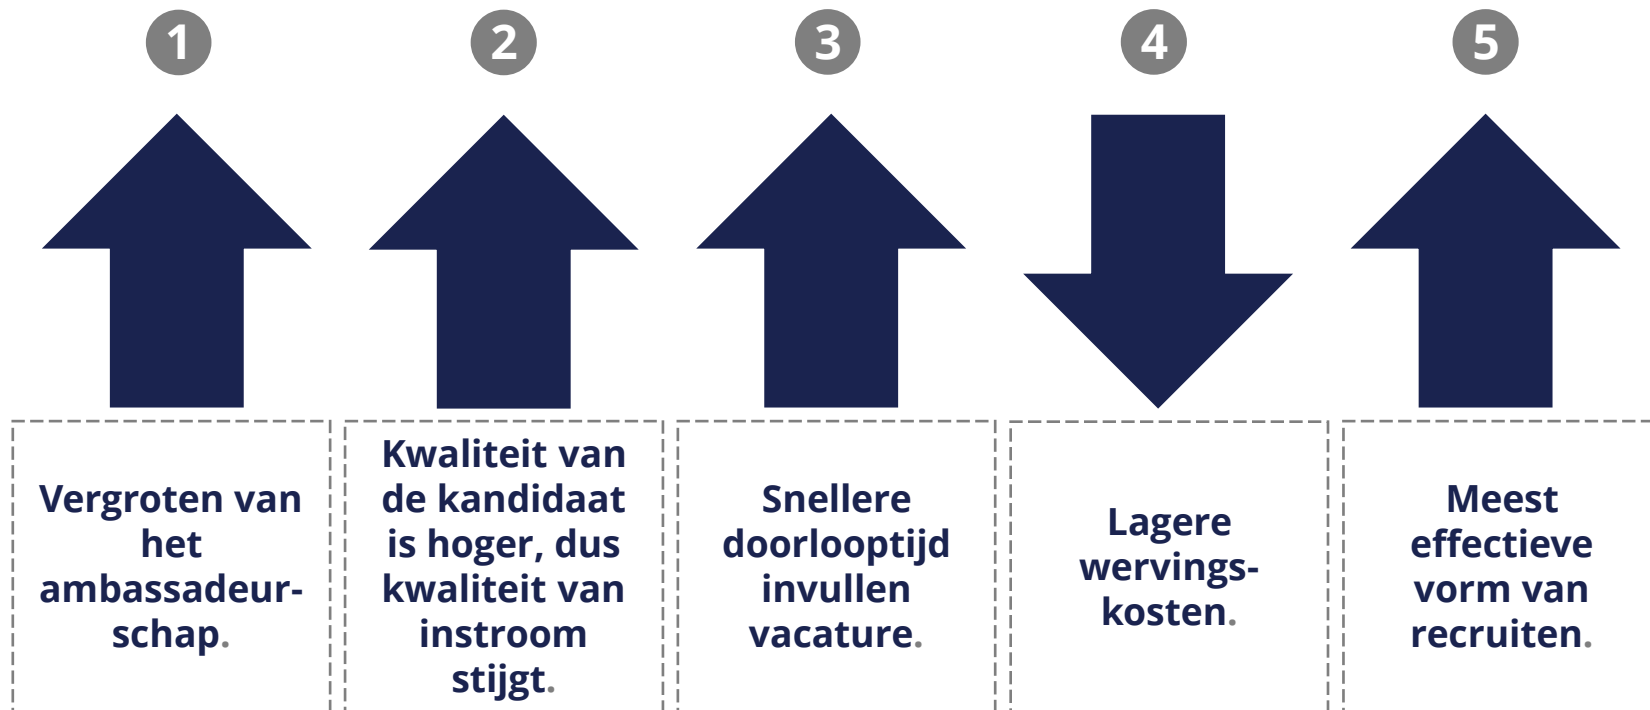 1
2
3
4
5
Vergroten van
het
ambassadeur-
schap.
Kwaliteit van
de kandidaat
is hoger, dus
kwaliteit van
instroom
stijgt.
Snellere
doorlooptijd
invullen
vacature.
Lagere
wervings-
kosten.
Meest
effectieve
vorm van
recruiten.